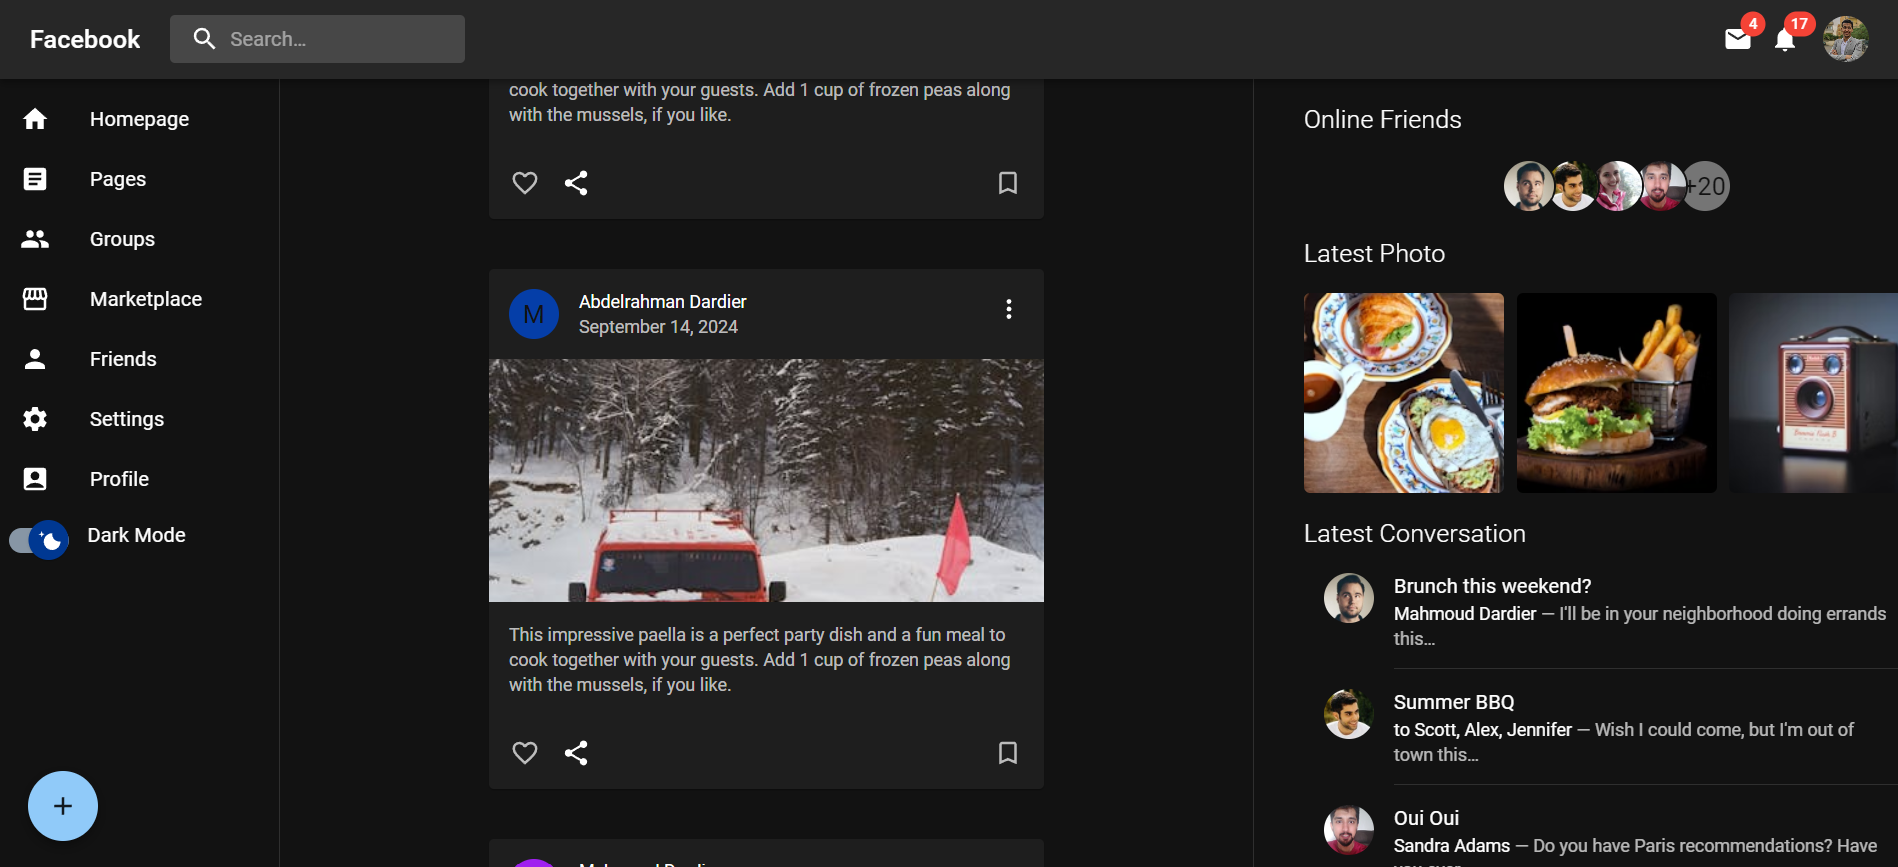 Facebook
Search...
4
17
Homepage
Pages
Groups
Marketplace
Friends
Settings
Profile
Dark Mode
+
cook together with your guests. Add 1 cup of frozen peas along
with the mussels, if you like.
M
Abdelrahman Dardier
September 14, 2024
This impressive paella is a perfect party dish and a fun meal to
cook together with your guests. Add 1 cup of frozen peas along
with the mussels, if you like.
Online Friends
+20
Latest Photo
Latest Conversation
Brunch this weekend?
Mahmoud Dardier — I'll be in your neighborhood doing errands
this...
Summer BBQ
to Scott, Alex, Jennifer — Wish I could come, but I'm out of
town this...
Oui Oui
Sandra Adams — Do you have Paris recommendations? Have